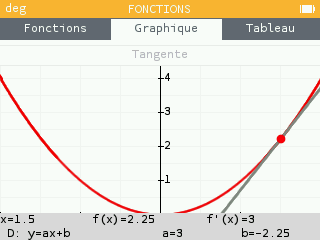 deg FONCTIONS
Fonctions Graphique Tableau
Tangente
4
3
2
1
x=1.5 f(x)=2.25 f'(x)=3
D: y=ax+b a=3 b=-2.25